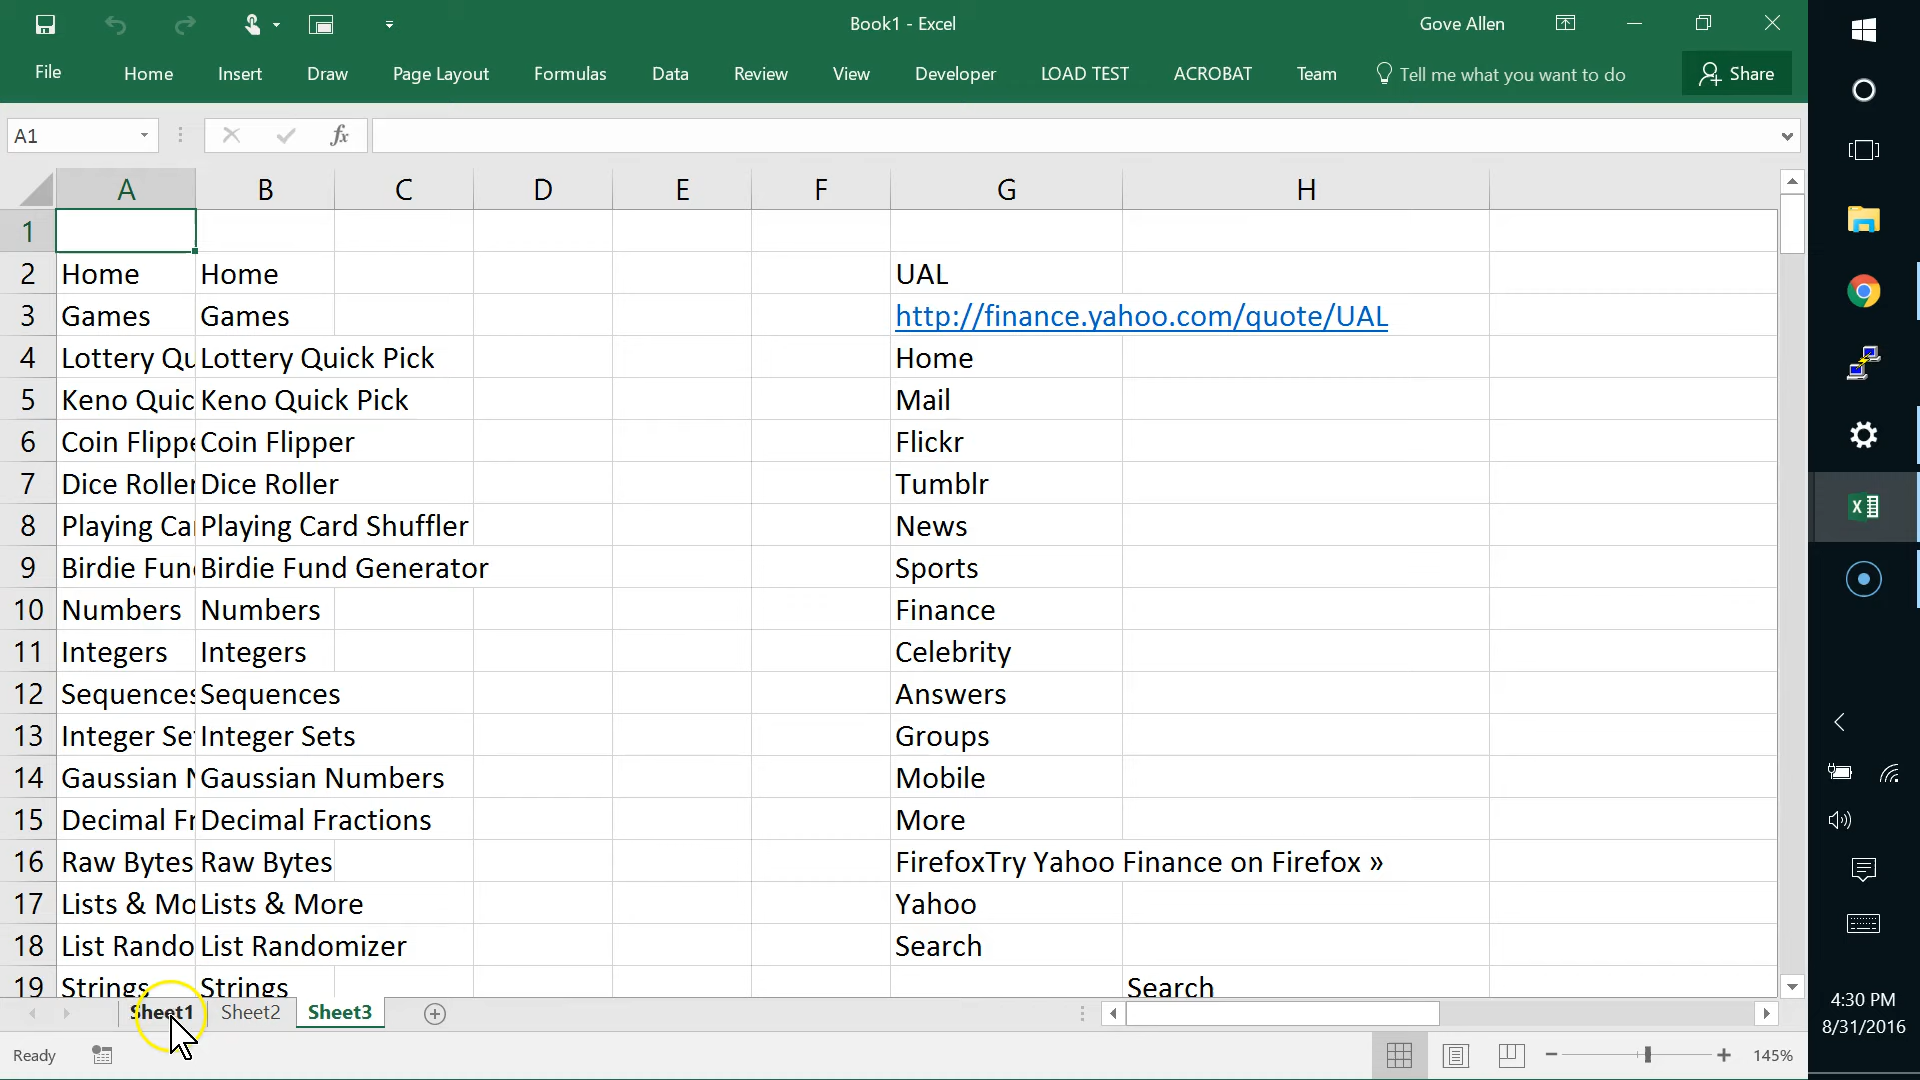 Book1 - Excel
Gove Allen
File Home Insert Draw Page Layout Formulas Data Review View Developer LOAD TEST ACROBAT Team Tell me what you want to do Share
A1 fx
A B C D E F G H
1
2 Home Home UAL
3 Games Games http://finance.yahoo.com/quote/UAL
4 Lottery Qu Lottery Quick Pick Home
5 Keno Quic Keno Quick Pick Mail
6 Coin Flippe Coin Flipper Flickr
7 Dice Roller Dice Roller Tumblr
8 Playing Car Playing Card Shuffler News
9 Birdie Fun Birdie Fund Generator Sports
10 Numbers Numbers Finance
11 Integers Integers Celebrity
12 Sequences Sequences Answers
13 Integer Set Integer Sets Groups
14 Gaussian N Gaussian Numbers Mobile
15 Decimal Fr Decimal Fractions More
16 Raw Bytes Raw Bytes FirefoxTry Yahoo Finance on Firefox »
17 Lists & Mo Lists & More Yahoo
18 List Rando List Randomizer Search
19 Strings Strings Search
Sheet1 Sheet2 Sheet3
Ready 145%
4:30 PM
8/31/2016